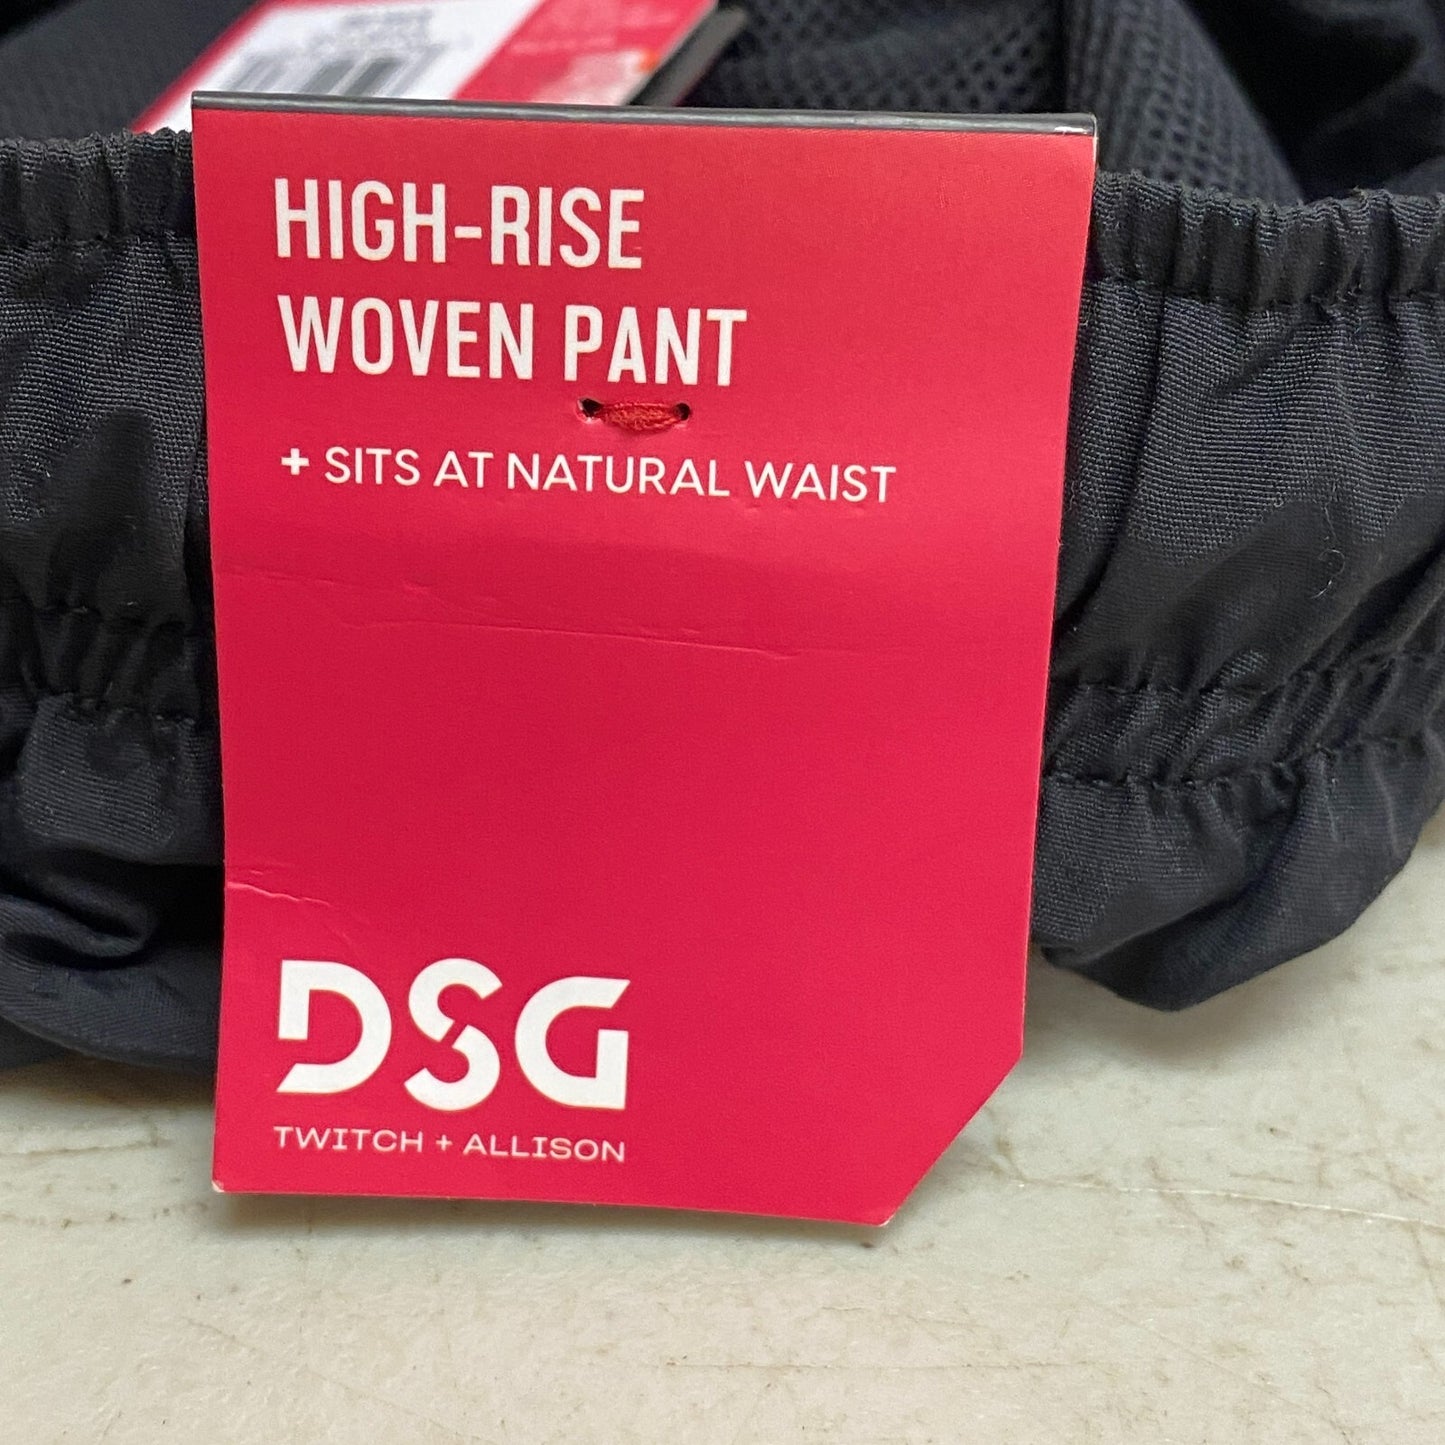 HIGH-RISE
WOVEN PANT
+ SITS AT NATURAL WAIST
DSG
TWITCH + ALLISON